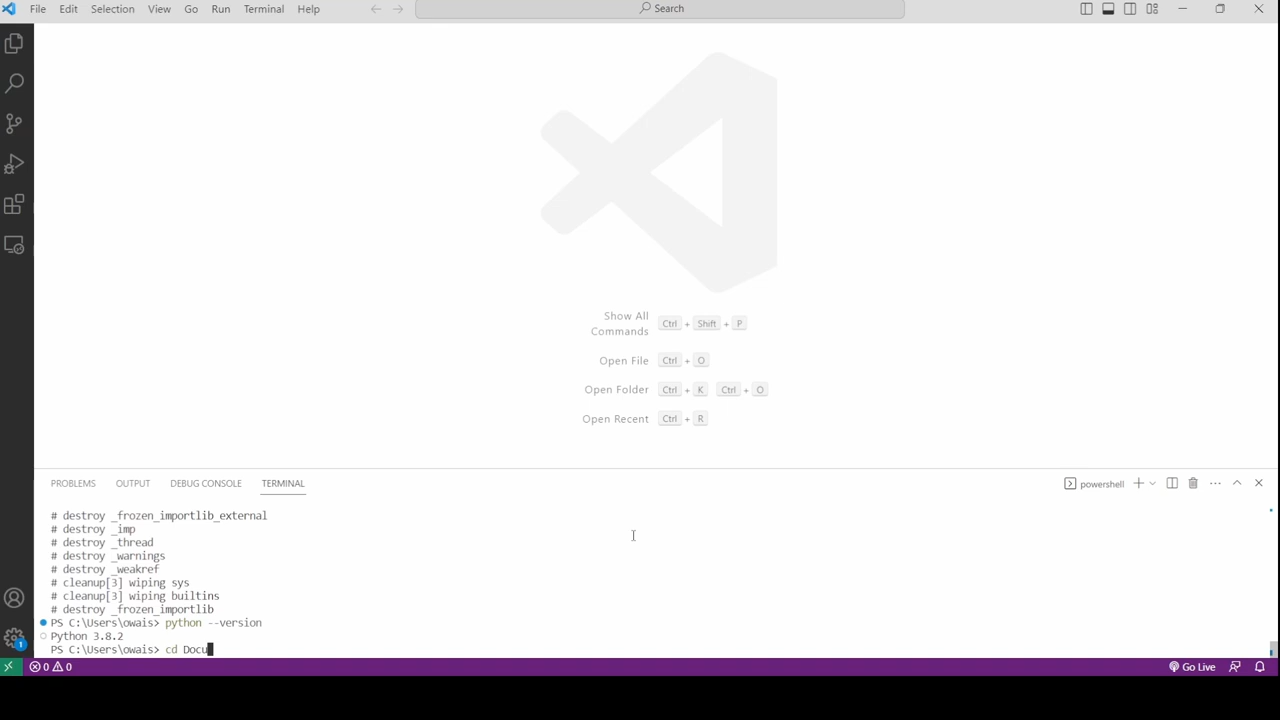 File Edit Selection View Go Run Terminal Help
Search
Show All
Commands
Ctrl + Shift + P
Open File
Ctrl + O
Open Folder
Ctrl + K Ctrl + O
Open Recent
Ctrl + R
PROBLEMS OUTPUT DEBUG CONSOLE TERMINAL
powershell
# destroy _frozen_importlib_external
# destroy _imp
# destroy _thread
# destroy _warnings
# destroy _weakref
# cleanup[3] wiping sys
# cleanup[3] wiping builtins
# destroy _frozen_importlib
PS C:\Users\owais> python --version
Python 3.8.2
PS C:\Users\owais> cd Docu
1
0 0
Go Live